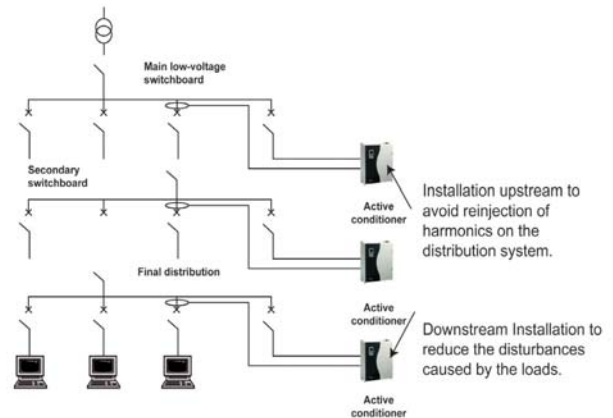 Main low-voltage
switchboard
Secondary
switchboard
Active
conditioner
Installation upstream to
avoid reinjection of
harmonics on the
distribution system.
Final distribution
Active
conditioner
Downstream Installation to
reduce the disturbances
caused by the loads.
Active
conditioner